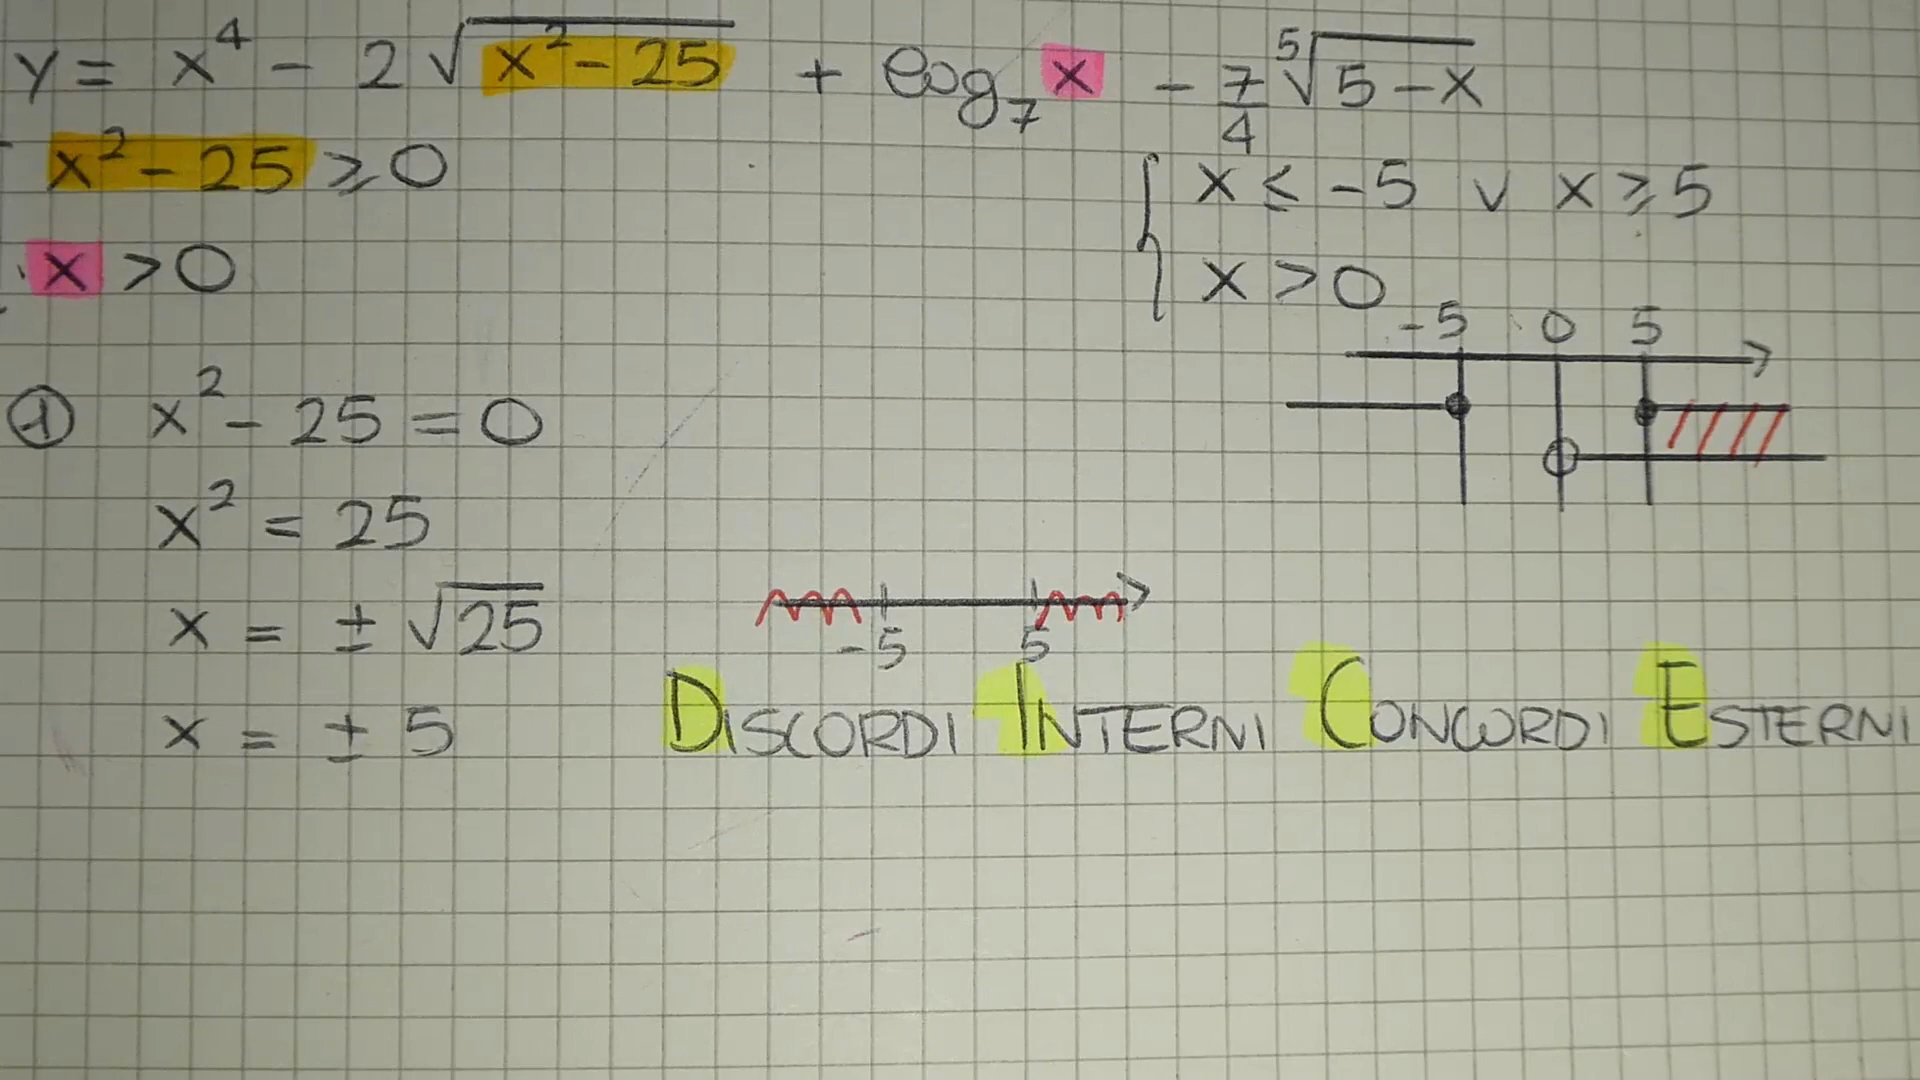 y = x⁴ - 2√(x² - 25) + log₇ x - 7/4 ⁵√(5 - x)
x² - 25 ≥ 0
x > 0
x ≤ -5 ∨ x ≥ 5
x > 0
-5 0 5
① x² - 25 = 0
x² = 25
x = ± √25
x = ± 5
-5 5
DISCORDI INTERNI CONCORDI ESTERNI